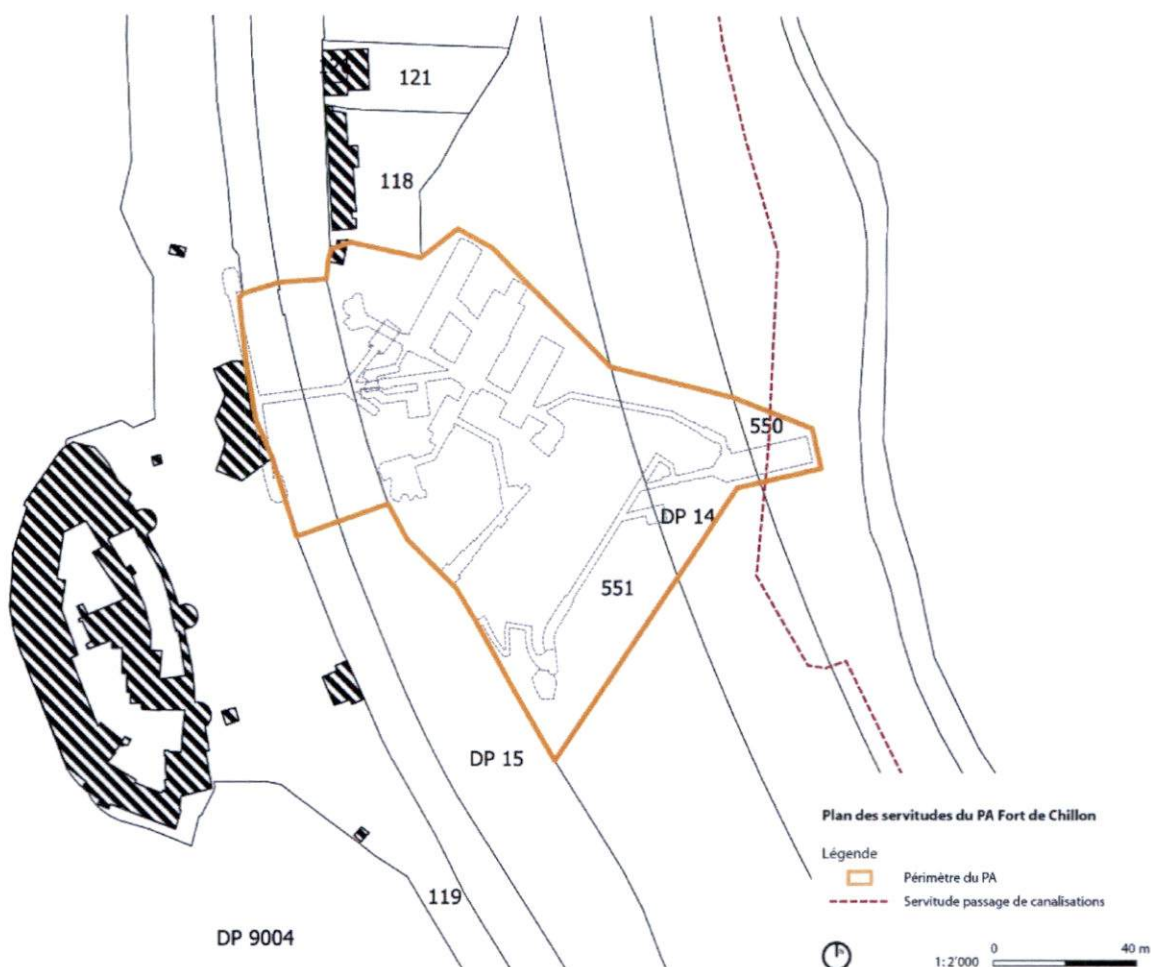 121
118
550
DP 14
551
DP 15
119
DP 9004
Plan des servitudes du PA Fort de Chillon
Légende
Périmètre du PA
Servitude passage de canalisations
1: 2'000
0 40 m